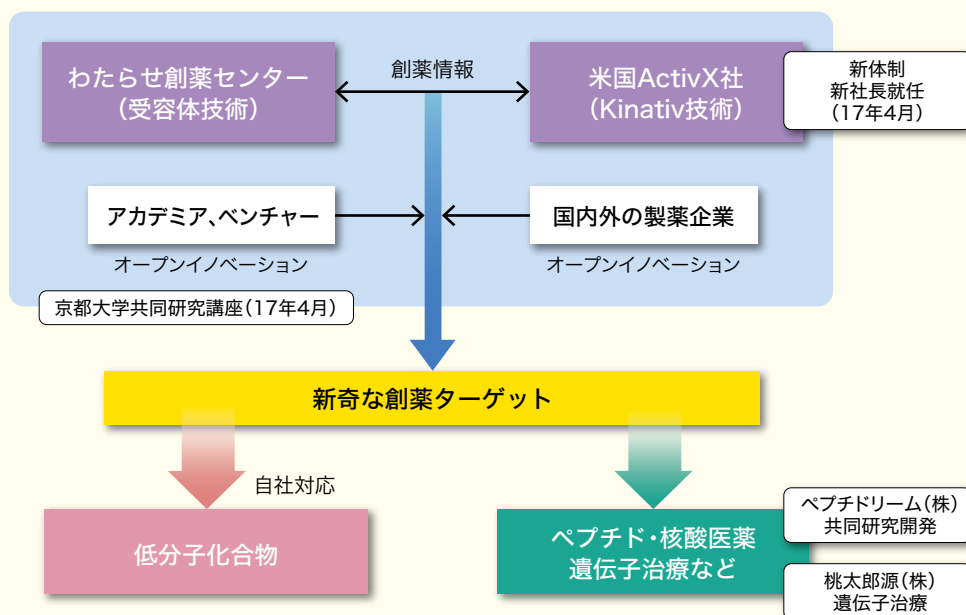 わたらせ創薬センター
(受容体技術)
創薬情報
米国ActivX社
(Kinativ技術)
新体制
新社長就任
(17年4月)
アカデミア、ベンチャー
国内外の製薬企業
オープンイノベーション
オープンイノベーション
京都大学共同研究講座(17年4月)
新奇な創薬ターゲット
自社対応
低分子化合物
ペプチド・核酸医薬
遺伝子治療など
ペプチドリーム(株)
共同研究開発
桃太郎源(株)
遺伝子治療